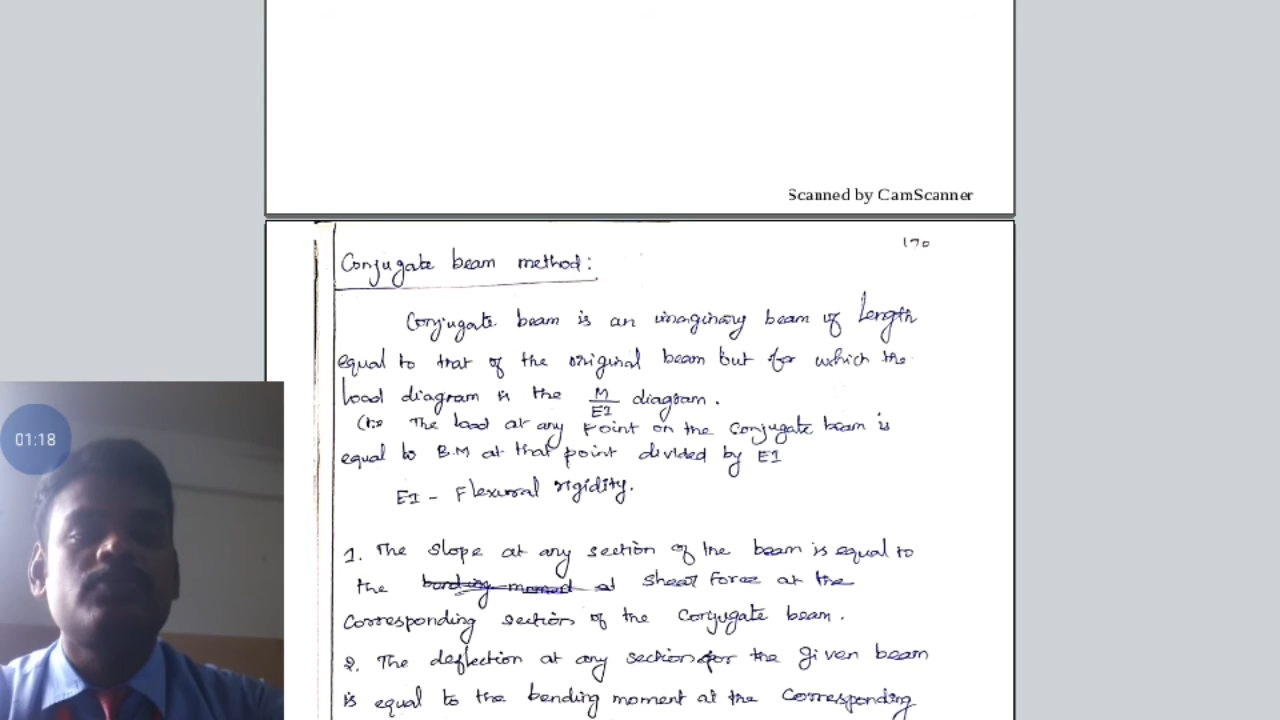 Scanned by CamScanner
170
Conjugate beam method:
Conjugate beam is an imaginary beam of length
equal to that of the original beam but for which the
load diagram is the M/EI diagram.
(ie The load at any point on the conjugate beam is
equal to B.M at that point divided by EI
01:18
EI - Flexural rigidity.
1. The slope at any section of the beam is equal to
the bending moment at shear force at the
corresponding section of the conjugate beam.
2. The deflection at any section for the given beam
is equal to the bending moment at the corresponding